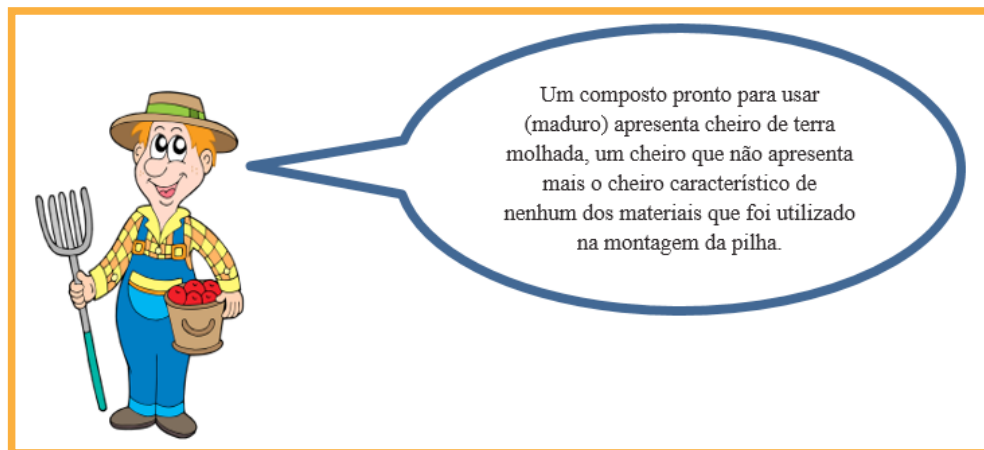 Um composto pronto para usar
(maduro) apresenta cheiro de terra
molhada, um cheiro que não apresenta
mais o cheiro característico de
nenhum dos materiais que foi utilizado
na montagem da pilha.